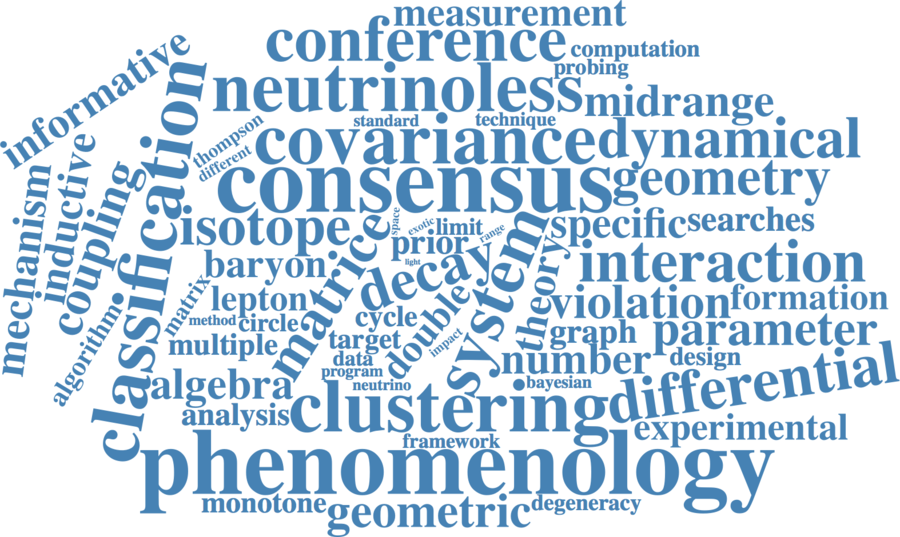 measurement
conference
computation
probing
informative
neutrinoless
midrange
classification
thompson
different
standard
technique
covariance
dynamical
consensus
geometry
mechanism
inductive
coupling
isotope
matrice
space
exotic
limit
range
prior
light
specific
searches
baryon
decay
system
theory
interaction
matrix
lepton
double
violation
formation
algorithm
method
circle
cycle
impact
graph
parameter
multiple
target
data
number
design
program
neutrino
bayesian
algebra
differential
analysis
clustering
experimental
framework
phenomenology
monotone
geometric
degeneracy